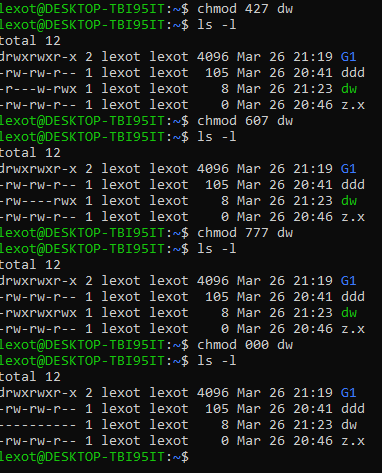 lexot@DESKTOP-TBI95IT:~$ chmod 427 dw
lexot@DESKTOP-TBI95IT:~$ ls -l
total 12
drwxrwxr-x 2 lexot lexot 4096 Mar 26 21:19 G1
-rw-rw-r-- 1 lexot lexot  105 Mar 26 20:41 ddd
-r---w-rwx 1 lexot lexot    8 Mar 26 21:23 dw
-rw-rw-r-- 1 lexot lexot    0 Mar 26 20:46 z.x
lexot@DESKTOP-TBI95IT:~$ chmod 607 dw
lexot@DESKTOP-TBI95IT:~$ ls -l
total 12
drwxrwxr-x 2 lexot lexot 4096 Mar 26 21:19 G1
-rw-rw-r-- 1 lexot lexot  105 Mar 26 20:41 ddd
-rw----rwx 1 lexot lexot    8 Mar 26 21:23 dw
-rw-rw-r-- 1 lexot lexot    0 Mar 26 20:46 z.x
lexot@DESKTOP-TBI95IT:~$ chmod 777 dw
lexot@DESKTOP-TBI95IT:~$ ls -l
total 12
drwxrwxr-x 2 lexot lexot 4096 Mar 26 21:19 G1
-rw-rw-r-- 1 lexot lexot  105 Mar 26 20:41 ddd
-rwxrwxrwx 1 lexot lexot    8 Mar 26 21:23 dw
-rw-rw-r-- 1 lexot lexot    0 Mar 26 20:46 z.x
lexot@DESKTOP-TBI95IT:~$ chmod 000 dw
lexot@DESKTOP-TBI95IT:~$ ls -l
total 12
drwxrwxr-x 2 lexot lexot 4096 Mar 26 21:19 G1
-rw-rw-r-- 1 lexot lexot  105 Mar 26 20:41 ddd
---------- 1 lexot lexot    8 Mar 26 21:23 dw
-rw-rw-r-- 1 lexot lexot    0 Mar 26 20:46 z.x
lexot@DESKTOP-TBI95IT:~$